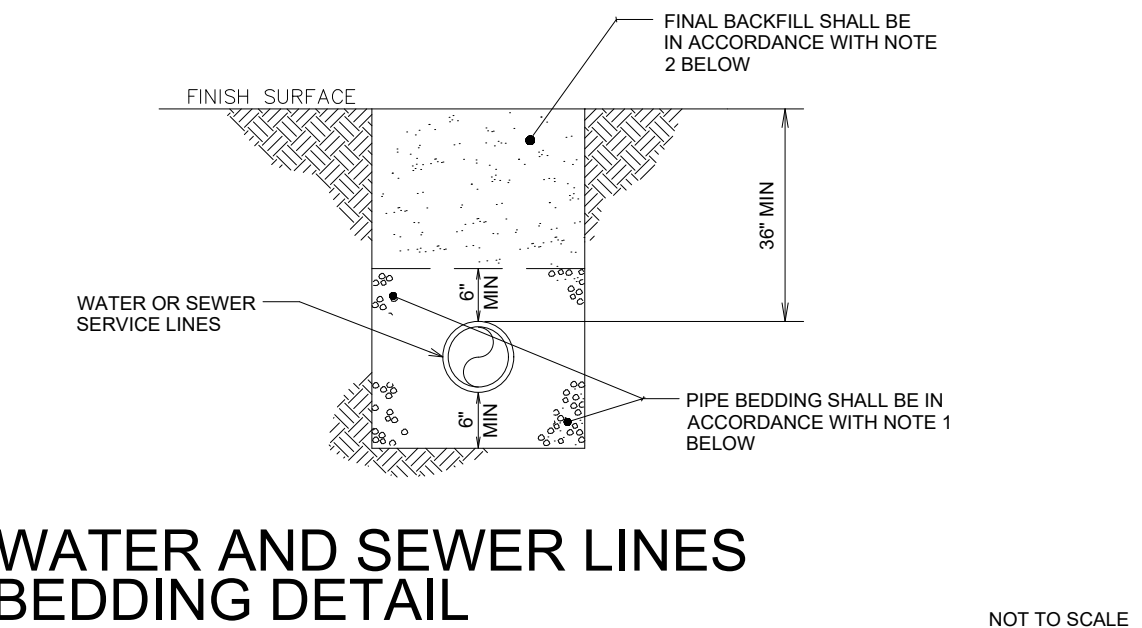 FINAL BACKFILL SHALL BE
IN ACCORDANCE WITH NOTE
2 BELOW
FINISH SURFACE
36" MIN
6"
MIN
WATER OR SEWER
SERVICE LINES
PIPE BEDDING SHALL BE IN
ACCORDANCE WITH NOTE 1
BELOW
6"
MIN
WATER AND SEWER LINES
BEDDING DETAIL
NOT TO SCALE